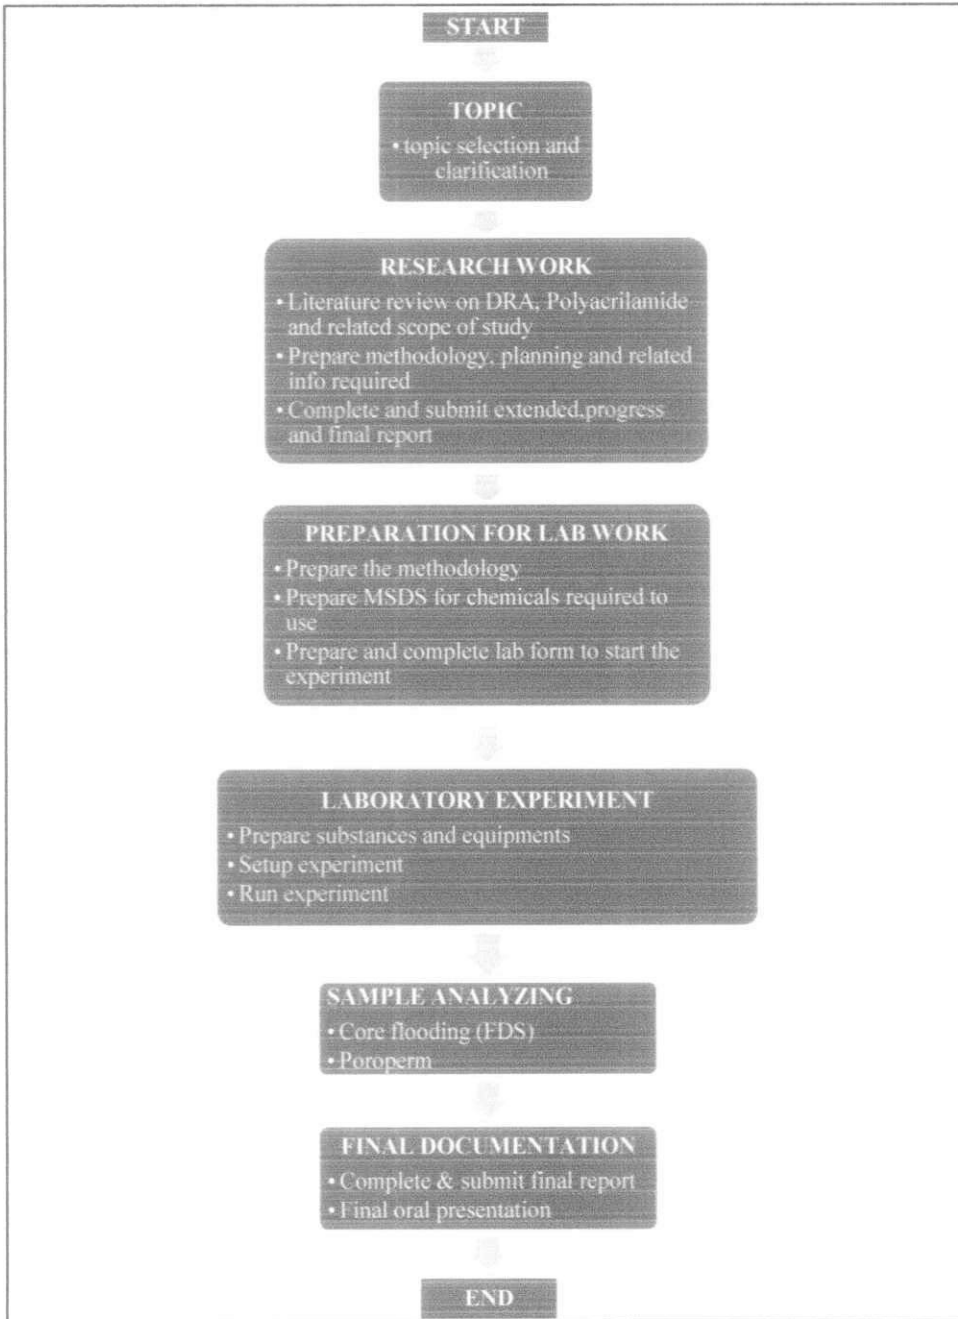 START
TOPIC
• topic selection and
clarification
RESEARCH WORK
• Literature review on DRA, Polyacrilamide
and related scope of study
• Prepare methodology, planning and related
info required
• Complete and submit extended,progress
and final report
PREPARATION FOR LAB WORK
• Prepare the methodology
• Prepare MSDS for chemicals required to
use
• Prepare and complete lab form to start the
experiment
LABORATORY EXPERIMENT
• Prepare substances and equipments
• Setup experiment
• Run experiment
SAMPLE ANALYZING
• Core flooding (FDS)
• Poroperm
FINAL DOCUMENTATION
• Complete & submit final report
• Final oral presentation
END